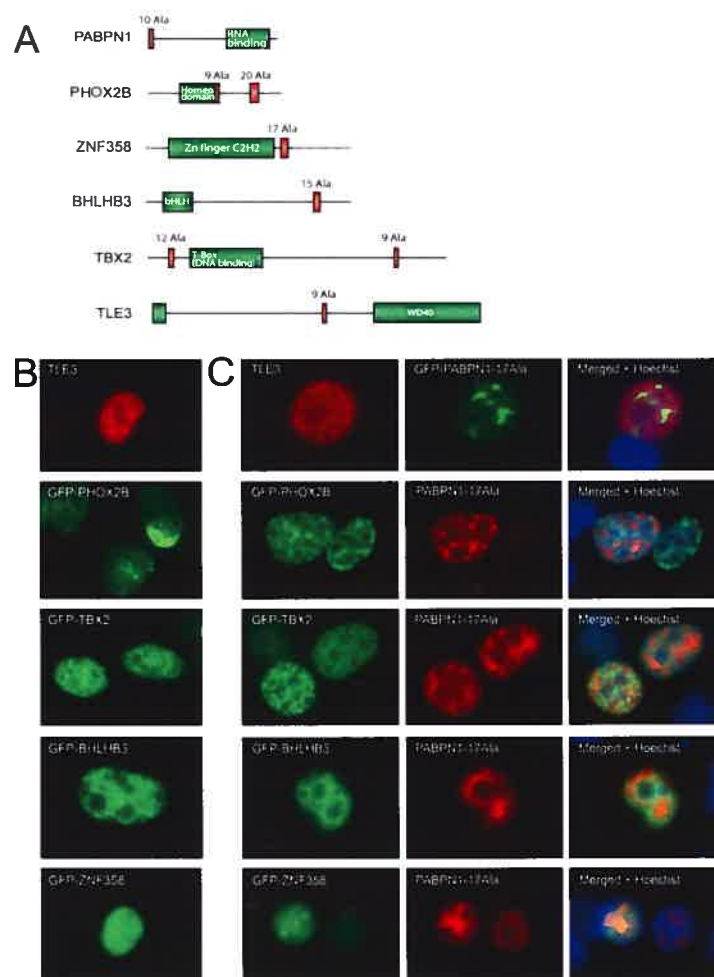 A
10 Ala
PABPN1
RNA
binding
9 Ala 20 Ala
PHOX2B
Homeo
domain
17 Ala
ZNF358
Zn finger C2H2
15 Ala
BHLHB3
bHLH
12 Ala 9 Ala
TBX2
T Box
(DNA binding)
9 Ala
TLE3
WD40
B C
TLE3 TLE3 GFP-PABPN1-17Ala Merged + Hoechst
GFP-PHOX2B GFP-PHOX2B PABPN1-17Ala Merged + Hoechst
GFP-TBX2 GFP-TBX2 PABPN1-17Ala Merged + Hoechst
GFP-BHLHB3 GFP-BHLHB3 PABPN1-17Ala Merged + Hoechst
GFP-ZNF358 GFP-ZNF358 PABPN1-17Ala Merged + Hoechst